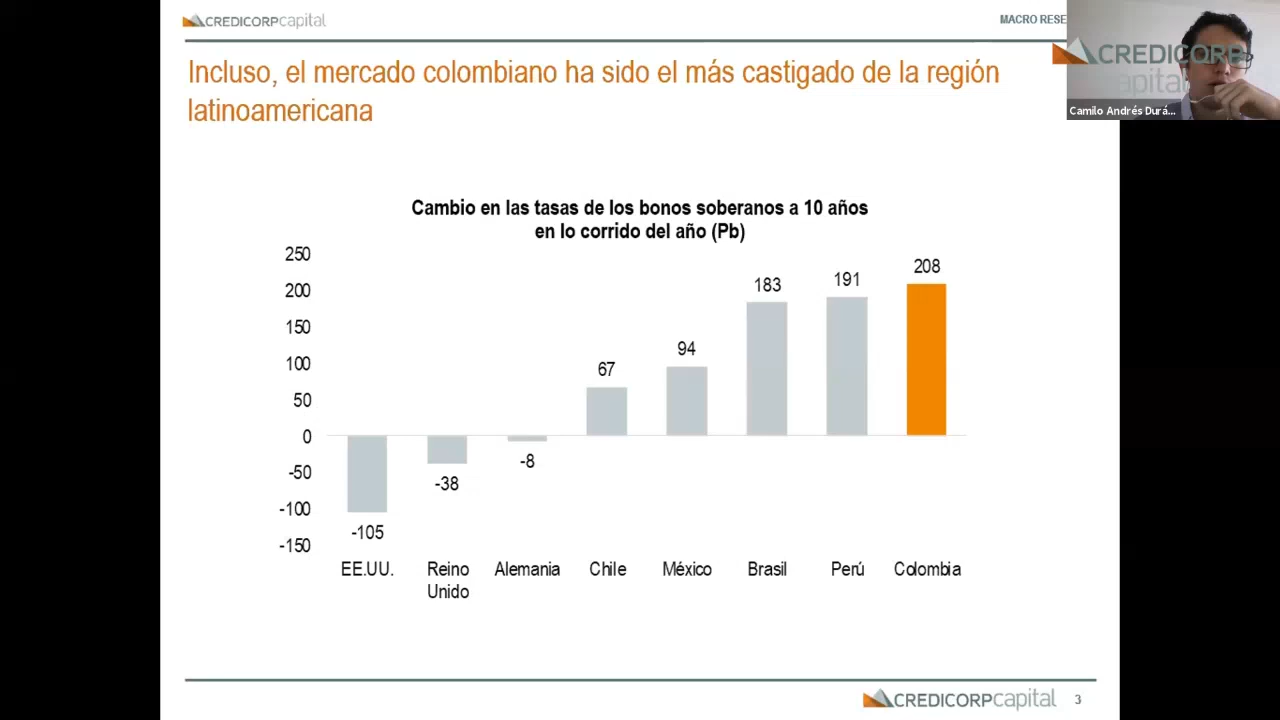 CREDICORPcapital
MACRO RESE
CREDICORP
capital
Camilo Andrés Durá...
Incluso, el mercado colombiano ha sido el más castigado de la región
latinoamericana
Cambio en las tasas de los bonos soberanos a 10 años
en lo corrido del año (Pb)
250
200
150
100
50
0
-50
-100
-150
-105
-38
-8
67
94
183
191
208
EE.UU.
Reino
Unido
Alemania
Chile
México
Brasil
Perú
Colombia
CREDICORPcapital
3